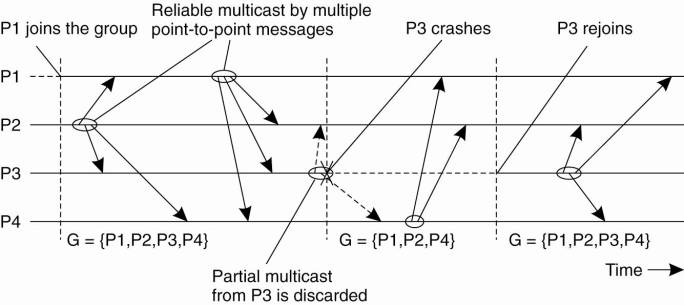 P1 joins the group
Reliable multicast by multiple
point-to-point messages
P3 crashes
P3 rejoins
P1
P2
P3
P4
G = {P1,P2,P3,P4}
G = {P1,P2,P4}
G = {P1,P2,P3,P4}
Partial multicast
from P3 is discarded
Time